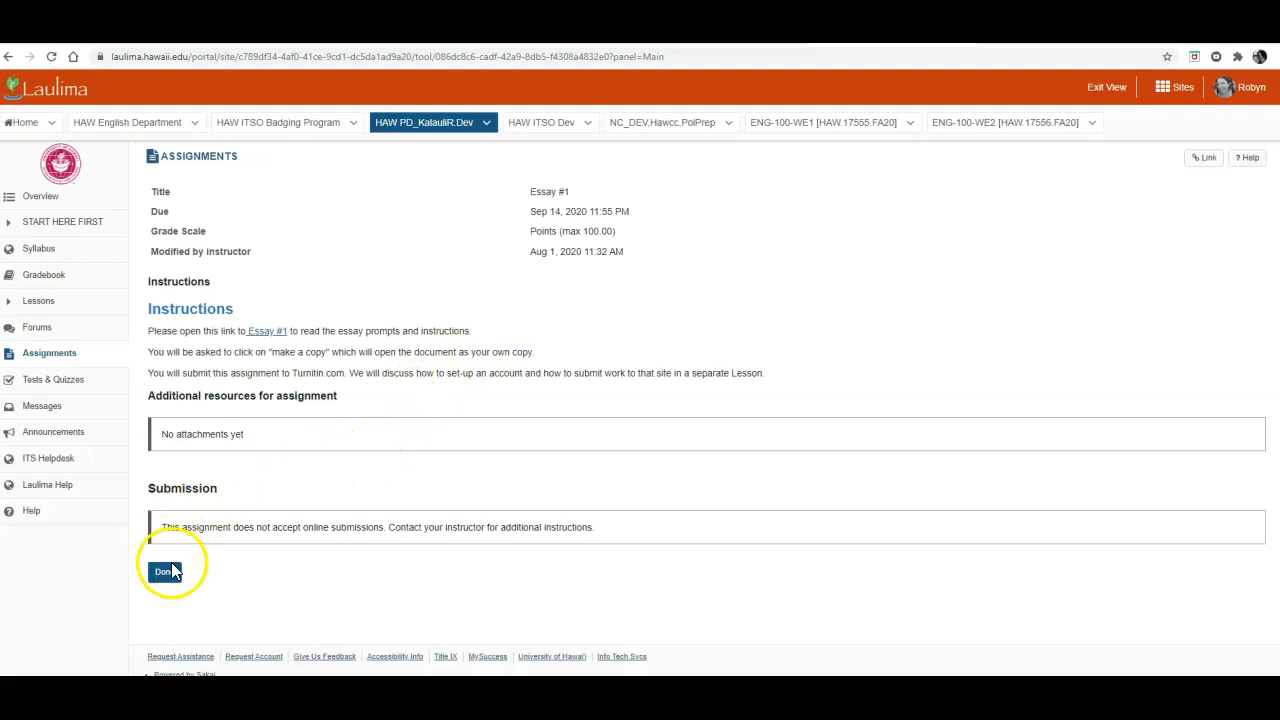 laulima.hawaii.edu/portal/site/c789df34-4af0-41ce-9cd1-dc5da1ad9a20/tool/086dc8c6-cadf-42a9-8db5-f4308a4832e0?panel=Main
Laulima Exit View Sites Robyn
Home HAW English Department HAW ITSO Badging Program HAW PD_KalauliR.Dev HAW ITSO Dev NC_DEV,Hawcc,PolPrep ENG-100-WE1 [HAW.17555.FA20] ENG-100-WE2 [HAW.17556.FA20]
ASSIGNMENTS Link ? Help
Overview
START HERE FIRST
Syllabus
Gradebook
Lessons
Forums
Assignments
Tests & Quizzes
Messages
Announcements
ITS Helpdesk
Laulima Help
Help
Title Essay #1
Due Sep 14, 2020 11:55 PM
Grade Scale Points (max 100.00)
Modified by instructor Aug 1, 2020 11:32 AM
Instructions
Instructions
Please open this link to Essay #1 to read the essay prompts and instructions.
You will be asked to click on "make a copy" which will open the document as your own copy.
You will submit this assignment to Turnitin.com. We will discuss how to set-up an account and how to submit work to that site in a separate Lesson.
Additional resources for assignment
No attachments yet
Submission
This assignment does not accept online submissions. Contact your instructor for additional instructions.
Done
Request Assistance Request Account Give Us Feedback Accessibility Info Title IX MySuccess University of Hawai'i Info Tech Svcs
Powered by Sakai